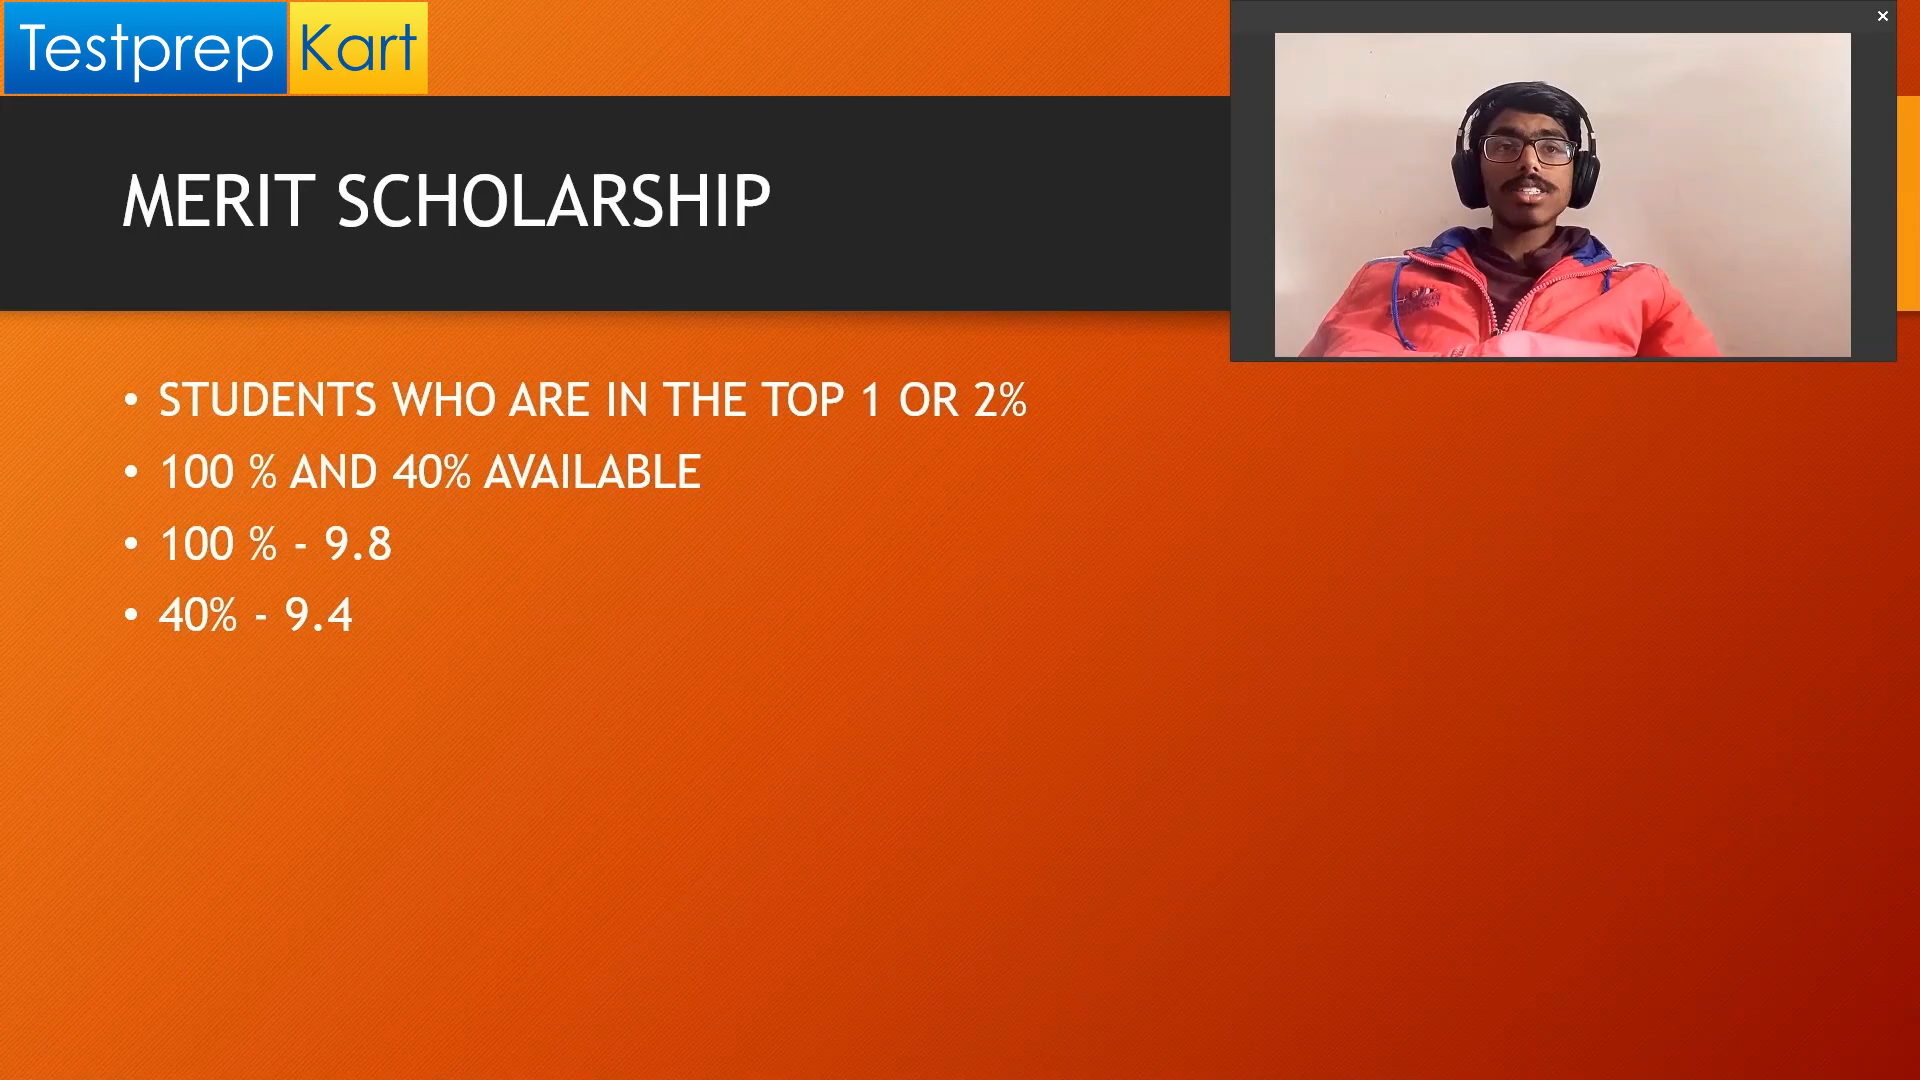 Testprep Kart
MERIT SCHOLARSHIP
• STUDENTS WHO ARE IN THE TOP 1 OR 2%
• 100 % AND 40% AVAILABLE
• 100 % - 9.8
• 40% - 9.4